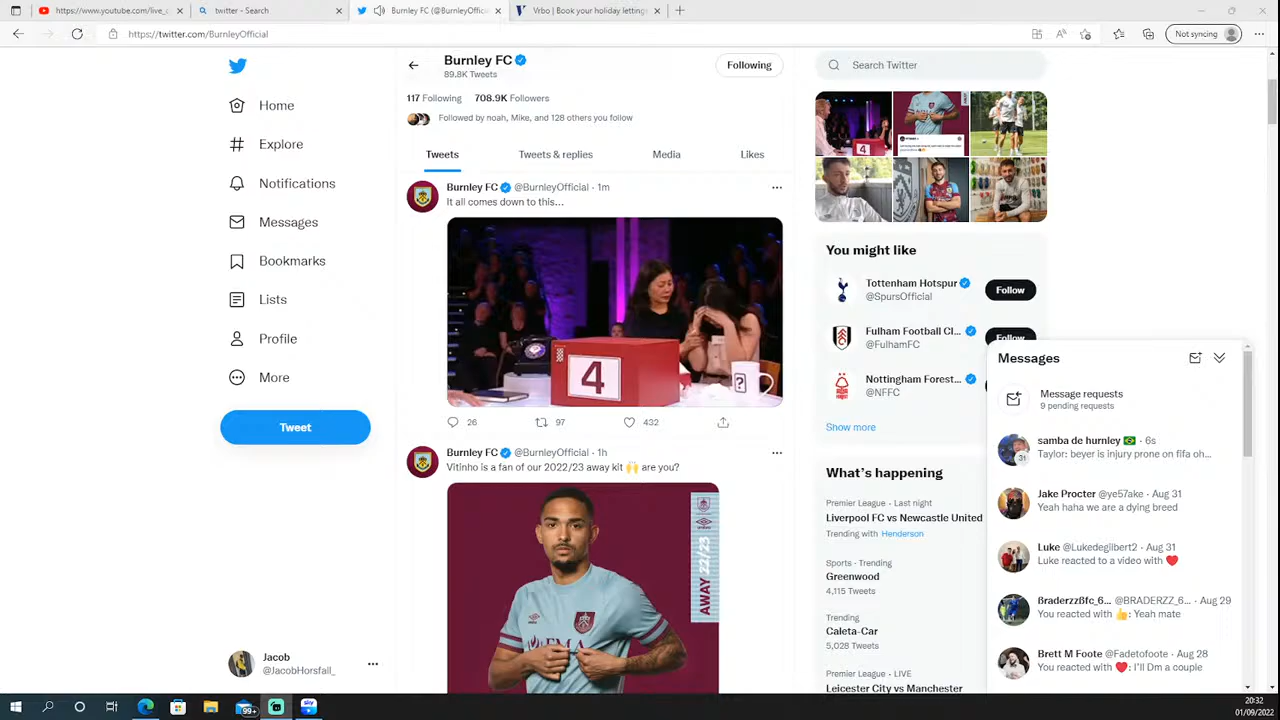 https://www.youtube.com/live_c
twitter - Search
Burnley FC (@BurnleyOffici
Vrbo | Book your holiday lettings
https://twitter.com/BurnleyOfficial
Not syncing
Burnley FC
89.8K Tweets
Following
Search Twitter
117 Following 708.9K Followers
Followed by noah, Mike, and 128 others you follow
Tweets
Tweets & replies
Media
Likes
Home
Explore
Notifications
Messages
Bookmarks
Lists
Profile
More
Tweet
Jacob
@JacobHorsfall_
Burnley FC @BurnleyOfficial · 1m
It all comes down to this...
4
?
26
97
432
Burnley FC @BurnleyOfficial · 1h
Vitinho is a fan of our 2022/23 away kit 🙌 are you?
AWAY 22/23
4
You might like
Tottenham Hotspur
@SpursOfficial
Follow
Fulham Football Cl...
@FulhamFC
Follow
Nottingham Forest...
@NFFC
Show more
What's happening
Premier League · Last night
Liverpool FC vs Newcastle United
Trending with Henderson
Sports · Trending
Greenwood
4,115 Tweets
Trending
Caleta-Car
5,028 Tweets
Premier League · LIVE
Leicester City vs Manchester
Messages
Message requests
9 pending requests
samba de hurnley 🇧🇷 · 6s
Taylor: beyer is injury prone on fifa oh...
31
Jake Procter @ye57ake · Aug 31
Yeah haha we are a dying breed
Luke @Lukedegilbert2 · Aug 31
Luke reacted to a video with ❤️
Braderzzßfc_6... @BRADERZZ_6... · Aug 29
You reacted with 👍: Yeah mate
Brett M Foote @Fadetofoote · Aug 28
You reacted with ❤️: I'll Dm a couple
99+
20:32
01/09/2022